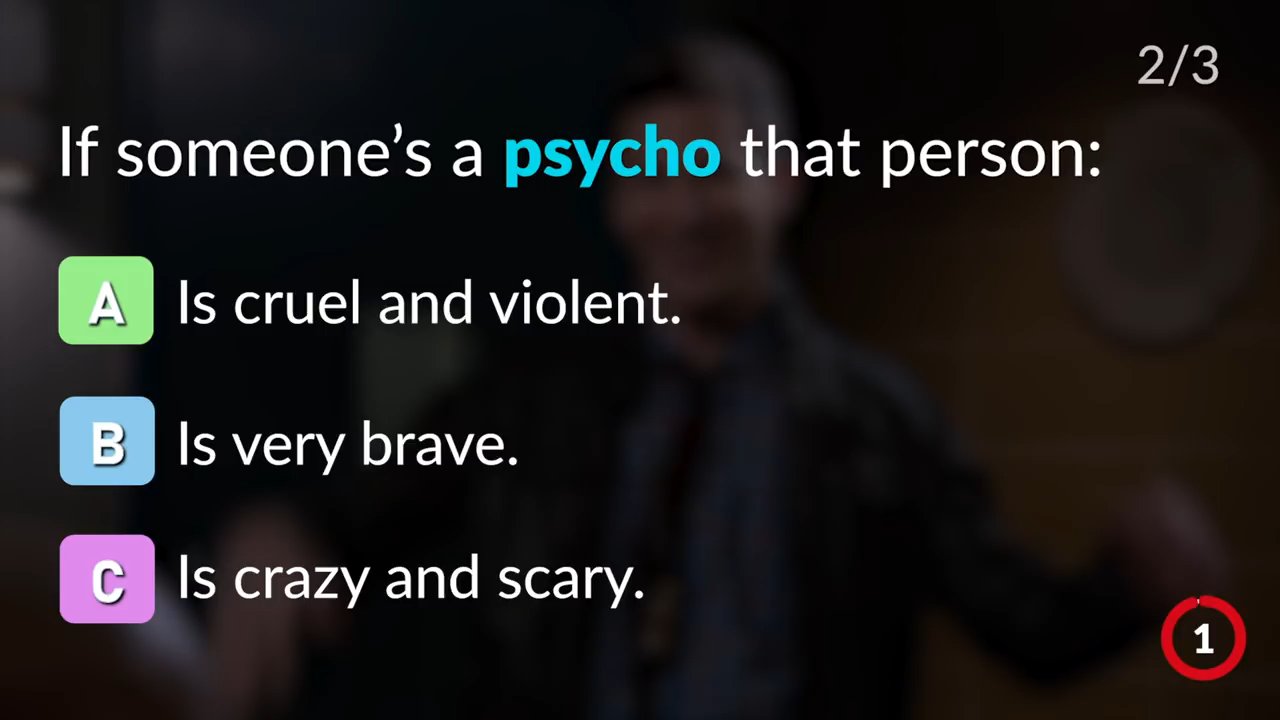 2/3
If someone’s a psycho that person:
A Is cruel and violent.
B Is very brave.
C Is crazy and scary.
1